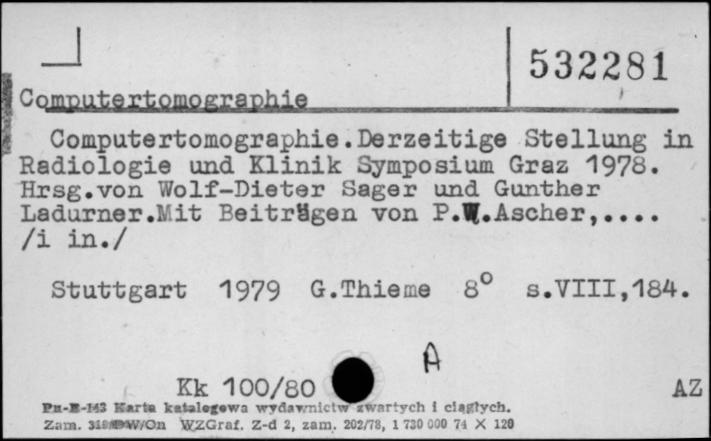 532281
Computertomographie
Computertomographie.Derzeitige Stellung in
Radiologie und Klinik Symposium Graz 1978.
Hrsg.von Wolf-Dieter Sager und Gunther
Ladurner.Mit Beiträgen von P.W.Ascher,....
/i in./
Stuttgart 1979 G.Thieme 8° s.VIII,184.
A
Kk 100/80
AZ
Pu-K-143 Karta katalogowa wydawnictw zwartych i ciągłych.
Zam. W/On WZGraf. Z-d 2, zam. 202/78, 1 730 000 74 X 120